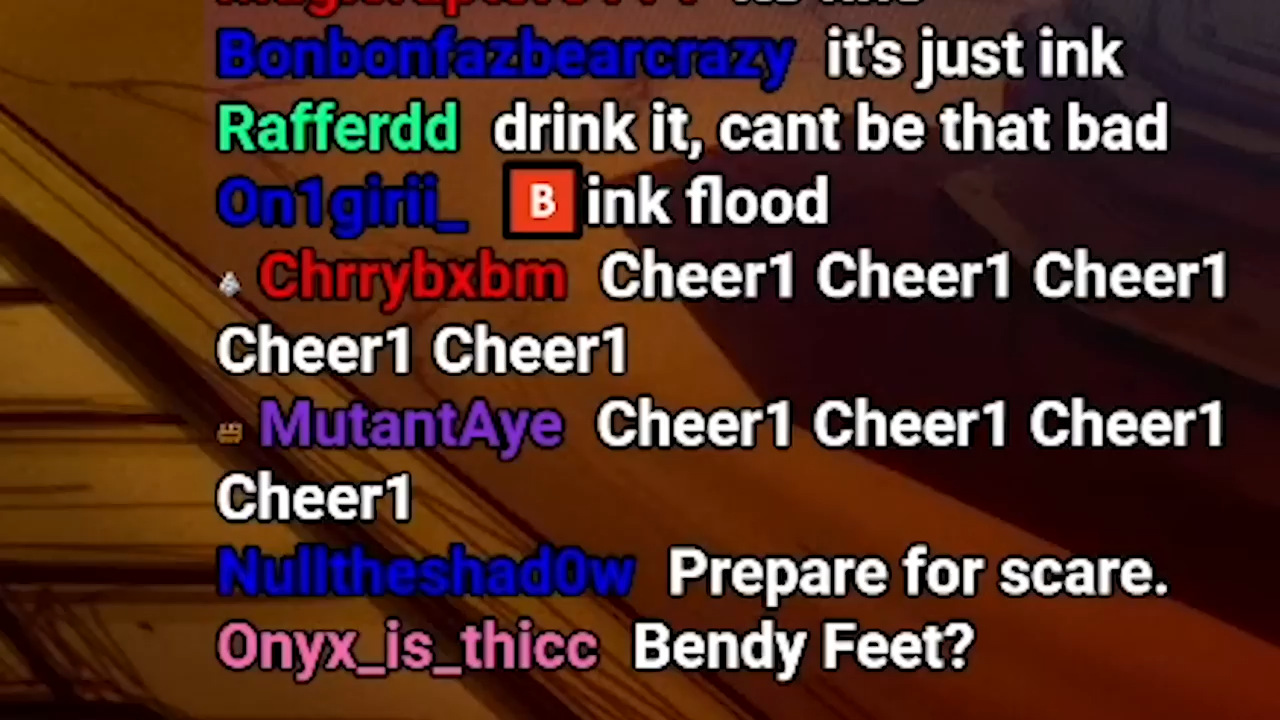 Bonbonfazbearcrazy it's just ink
Rafferdd drink it, cant be that bad
On1girii_ 🅱ink flood
Chrrybxbm Cheer1 Cheer1 Cheer1
Cheer1 Cheer1
MutantAye Cheer1 Cheer1 Cheer1
Cheer1
Nulltheshad0w Prepare for scare.
Onyx_is_thicc Bendy Feet?